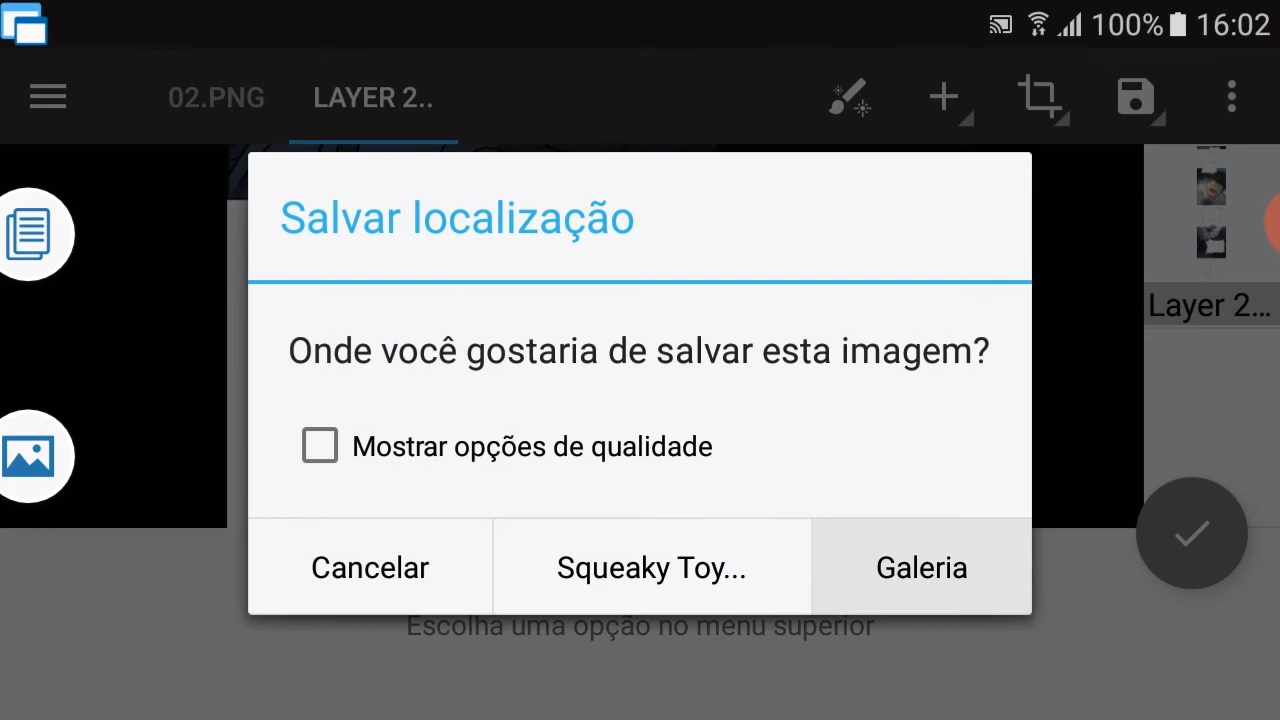 100% 16:02
02.PNG LAYER 2..
Salvar localização
Layer 2...
Onde você gostaria de salvar esta imagem?
Mostrar opções de qualidade
Cancelar Squeaky Toy... Galeria
Escolha uma opção no menu superior